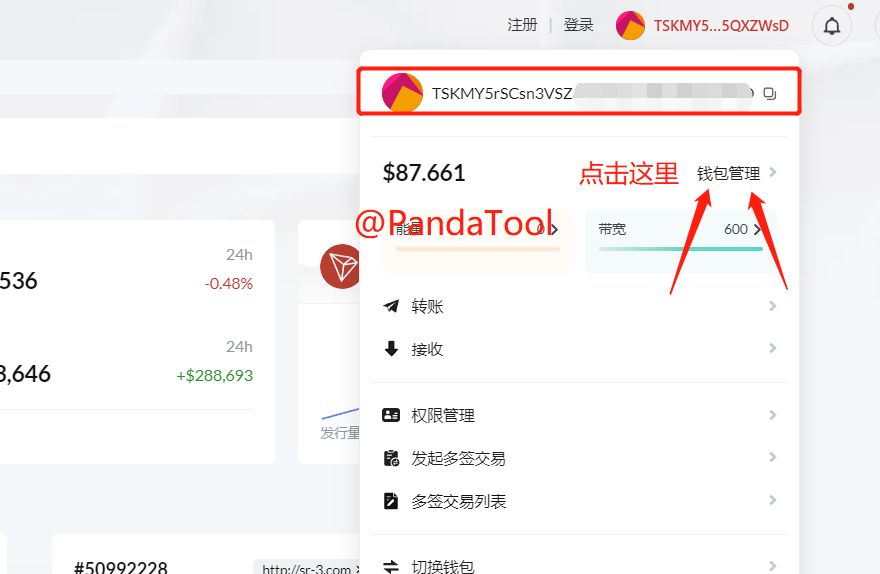 注册 | 登录 TSKMY5...5QXZWsD
TSKMY5rSCsn3VSZ
$87.661 点击这里 钱包管理
@PandaTool
能量 0 带宽 600
24h
536 -0.48%
转账
24h
接收
3,646 +$288,693
权限管理
发行量
发起多签交易
多签交易列表
#50992228 http://sr-3.com 切换钱包